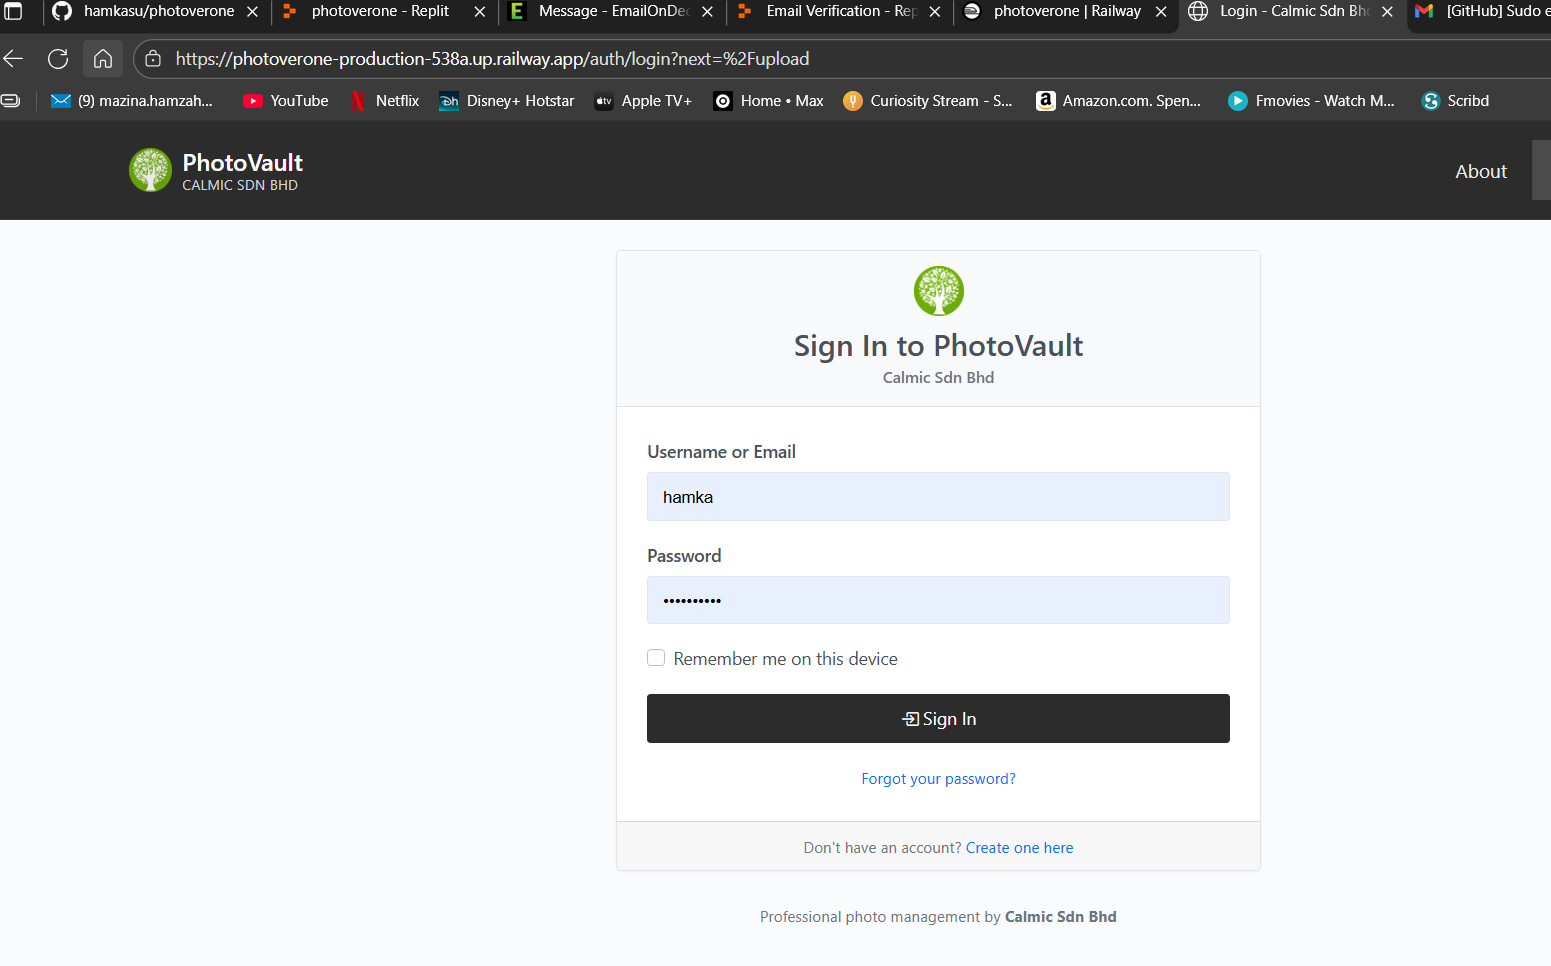 hamkasu/photoverone
photoverone - Replit
E
Message - EmailOnDec
Email Verification - Rep
photoverone | Railway
Login - Calmic Sdn Bhd
[GitHub] Sudo e
https://photoverone-production-538a.up.railway.app/auth/login?next=%2Fupload
(9) mazina.hamzah...
YouTube
Netflix
Disney+ Hotstar
Apple TV+
Home • Max
Curiosity Stream - S...
Amazon.com. Spen...
Fmovies - Watch M...
Scribd
PhotoVault
CALMIC SDN BHD
About
Sign In to PhotoVault
Calmic Sdn Bhd
Username or Email
hamka
Password
••••••••••
Remember me on this device
Sign In
Forgot your password?
Don't have an account? Create one here
Professional photo management by Calmic Sdn Bhd